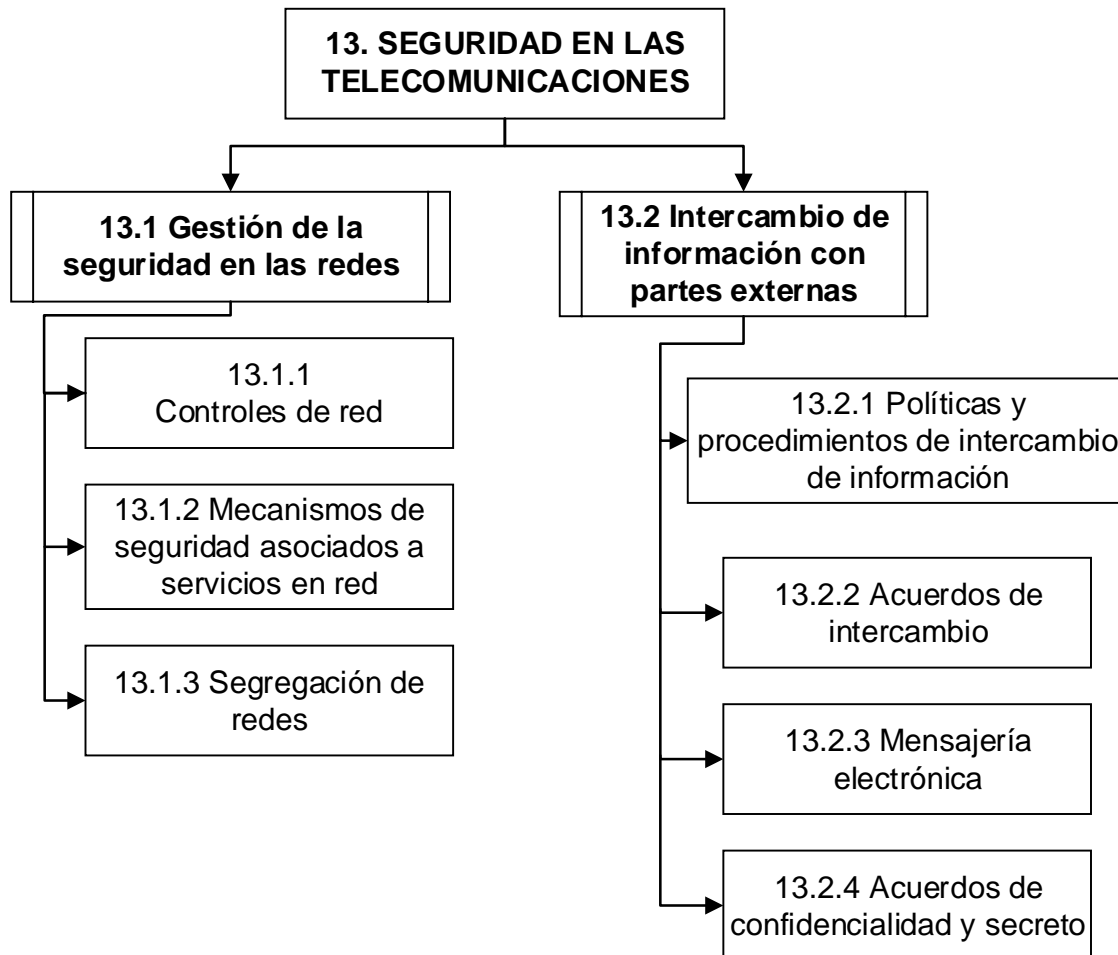 13. SEGURIDAD EN LAS
TELECOMUNICACIONES
13.1 Gestión de la
seguridad en las redes
13.1.1
Controles de red
13.1.2 Mecanismos de
seguridad asociados a
servicios en red
13.1.3 Segregación de
redes
13.2 Intercambio de
información con
partes externas
13.2.1 Políticas y
procedimientos de intercambio
de información
13.2.2 Acuerdos de
intercambio
13.2.3 Mensajería
electrónica
13.2.4 Acuerdos de
confidencialidad y secreto